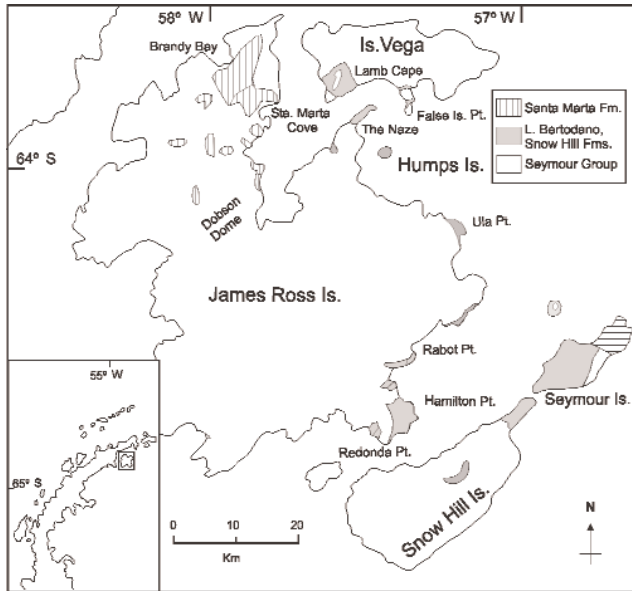 58° W
57° W
Brandy Bay
Is.Vega
Lamb Cape
Sta. Marta
Cove
False Is. Pt.
The Naze
Santa Marta Fm.
L. Bertodano,
Snow Hill Fms.
Seymour Group
64° S
Humps Is.
Dobson
Dome
Ula Pt.
James Ross Is.
Rabot Pt.
55° W
Hamilton Pt.
Seymour Is.
Redonda Pt.
65° S
Snow Hill Is.
0 10 20
Km
N